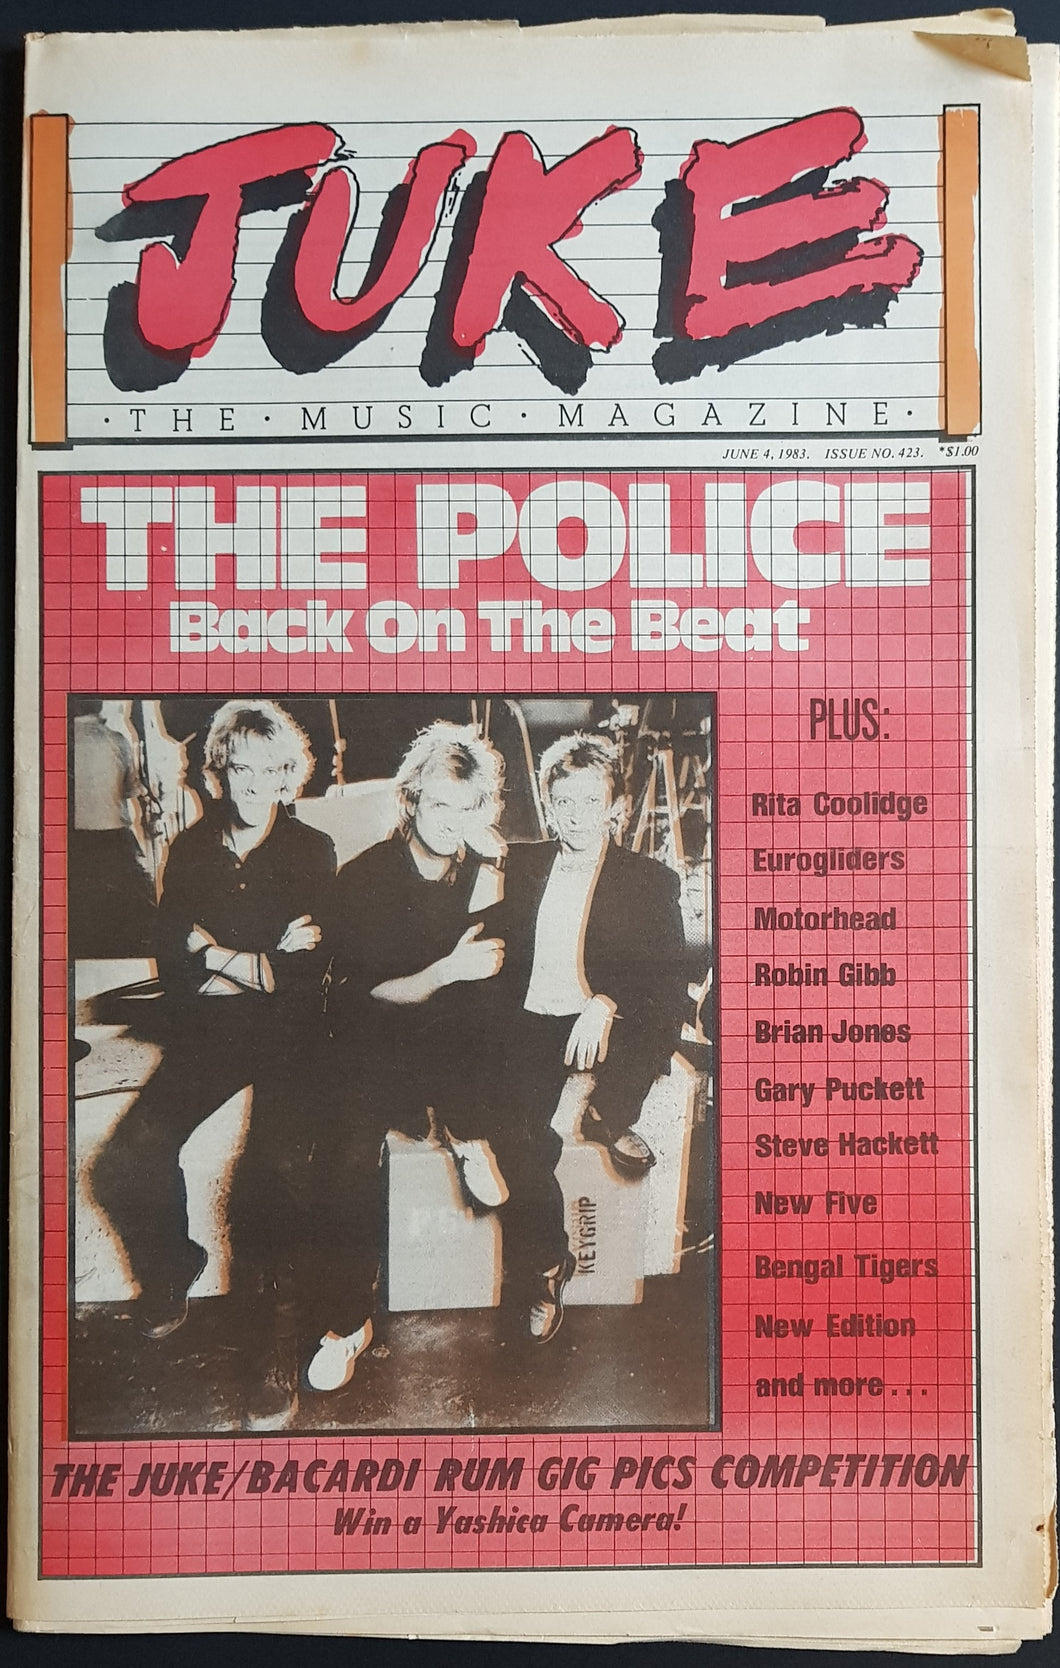 JUKE
·THE·MUSIC·MAGAZINE·
JUNE 4, 1983. ISSUE NO. 423. *$1.00
THE POLICE
Back On The Beat
PLUS:
Rita Coolidge
Eurogliders
Motorhead
Robin Gibb
Brian Jones
Gary Puckett
Steve Hackett
New Five
Bengal Tigers
New Edition
and more...
KEYGRIP
THE JUKE/BACARDI RUM GIG PICS COMPETITION
Win a Yashica Camera!